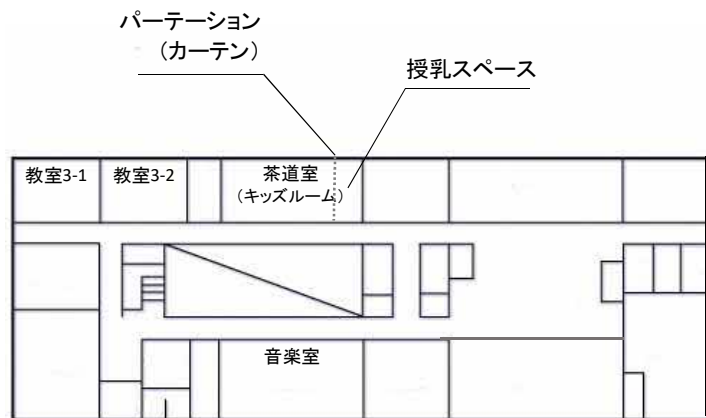 パーテーション
（カーテン）
授乳スペース
教室3-1
教室3-2
茶道室
（キッズルーム）
音楽室